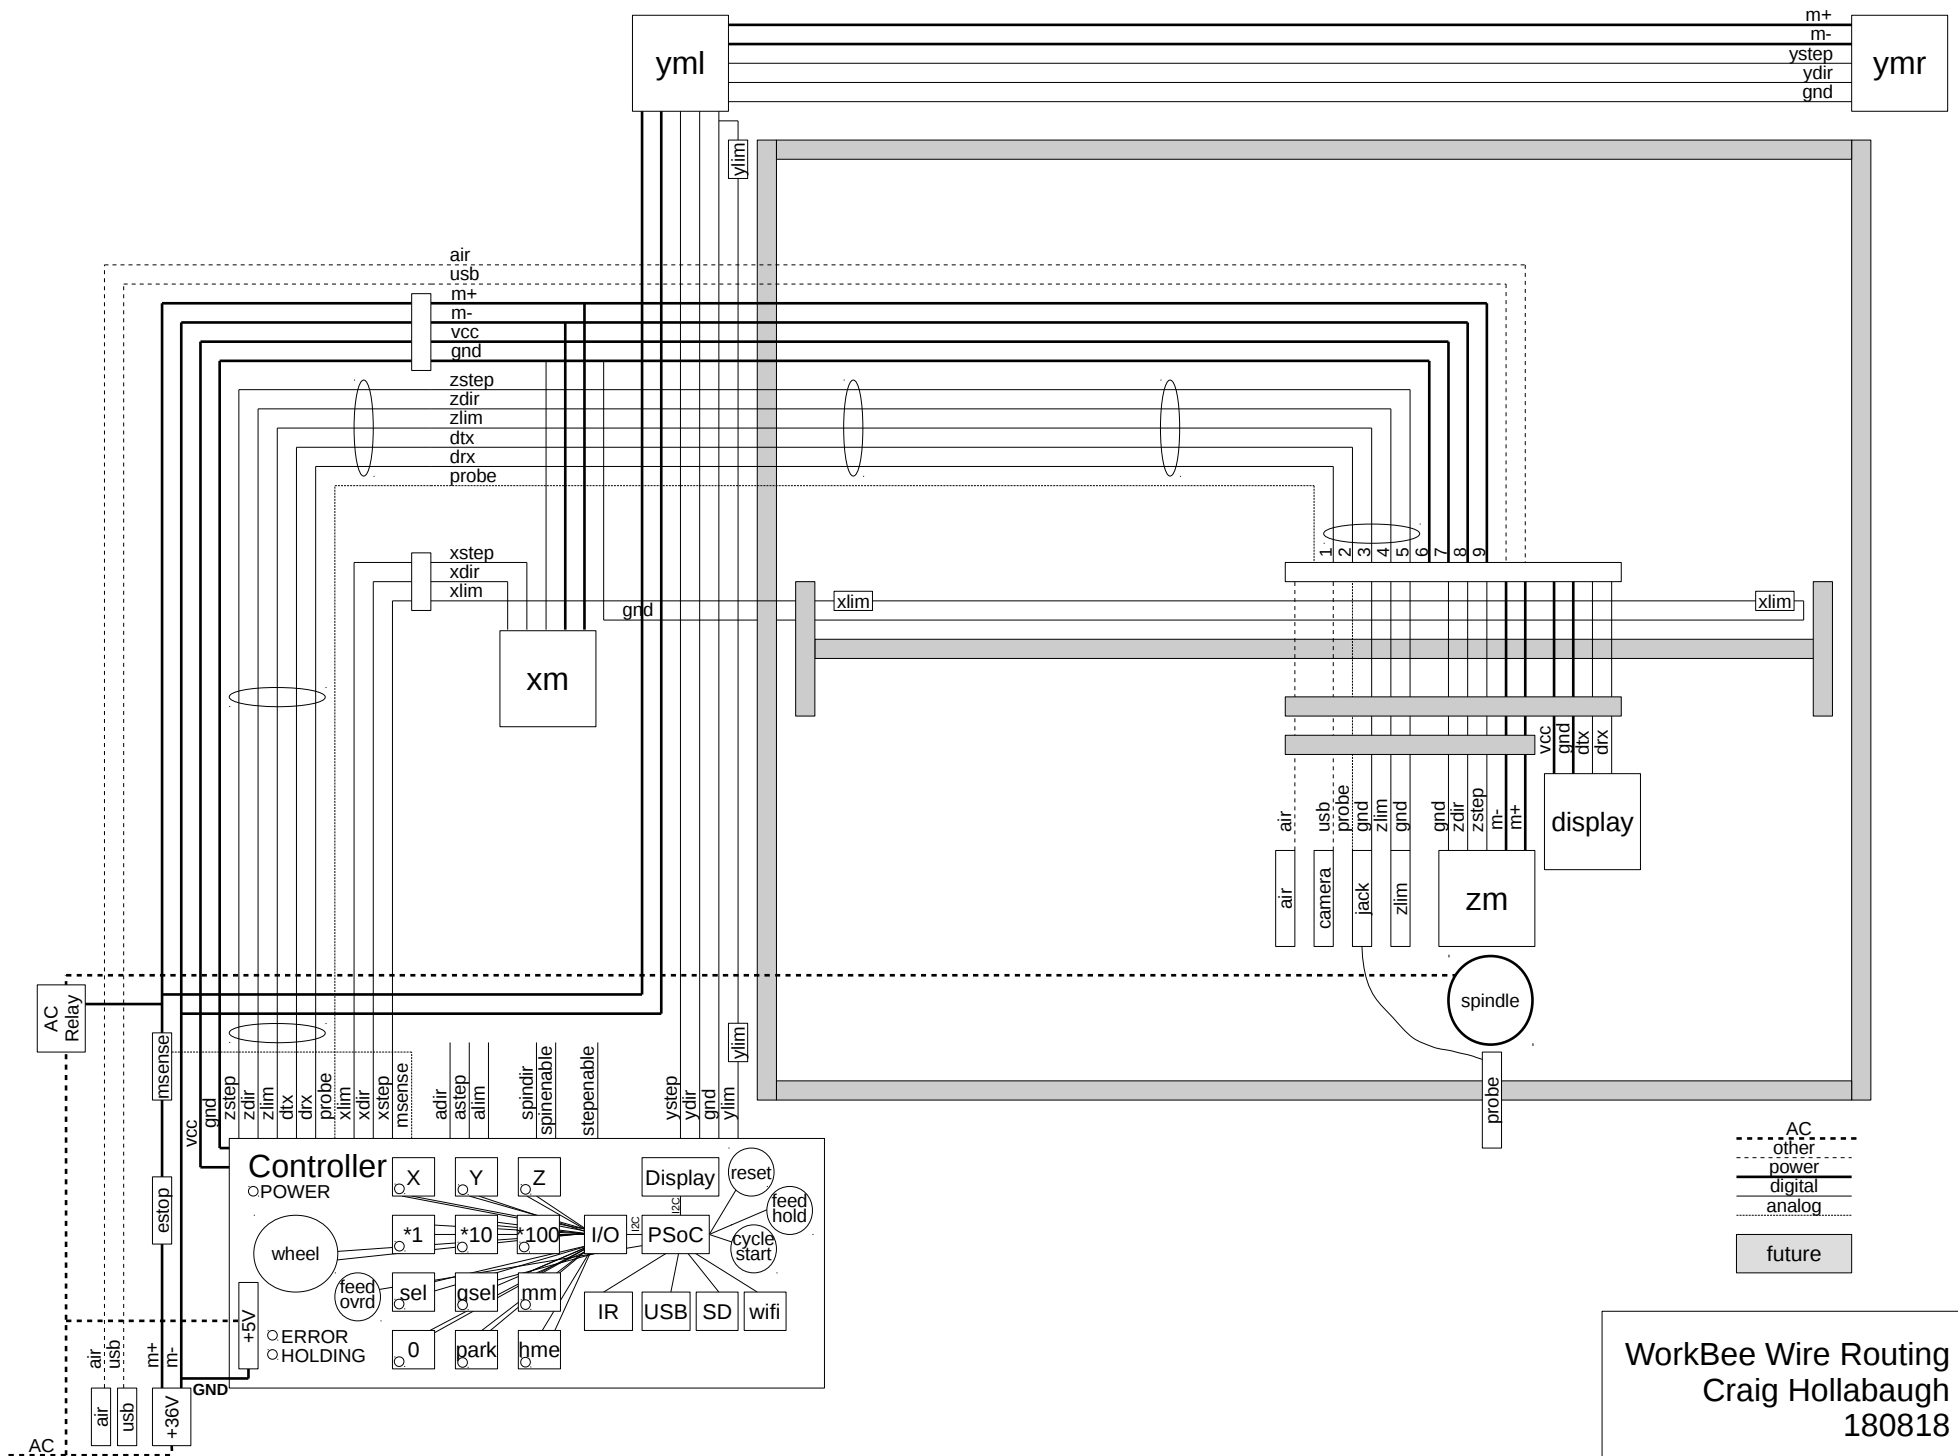 m+
m-
yml
ystep
ymr
ydir
gnd
ylim
air
usb
m+
m-
vcc
gnd
zstep
zdir
zlim
dtx
drx
probe
1
2
3
4
5
6
7
8
9
xstep
xdir
xlim
gnd
xlim
xlim
xm
vcc
gnd
dtx
drx
air
usb
probe
gnd
zlim
gnd
gnd
zdir
zstep
m-
m+
display
air
camera
jack
zlim
zm
spindle
AC
Relay
msense
ylim
vcc
gnd
zstep
zdir
zlim
dtx
drx
probe
xlim
xdir
xstep
msense
adir
astep
alim
spindir
spinenable
stepenable
ystep
ydir
gnd
ylim
probe
AC
other
power
digital
analog
future
Controller
POWER
X
Y
Z
Display
reset
I2C
feed
hold
estop
wheel
*1
*10
*100
I/O
I2C
PSoC
cycle
start
feed
ovrd
sel
qsel
mm
IR
USB
SD
wifi
+5V
ERROR
HOLDING
0
park
hme
air
usb
m+
m-
GND
air
usb
+36V
AC
WorkBee Wire Routing
Craig Hollabaugh
180818